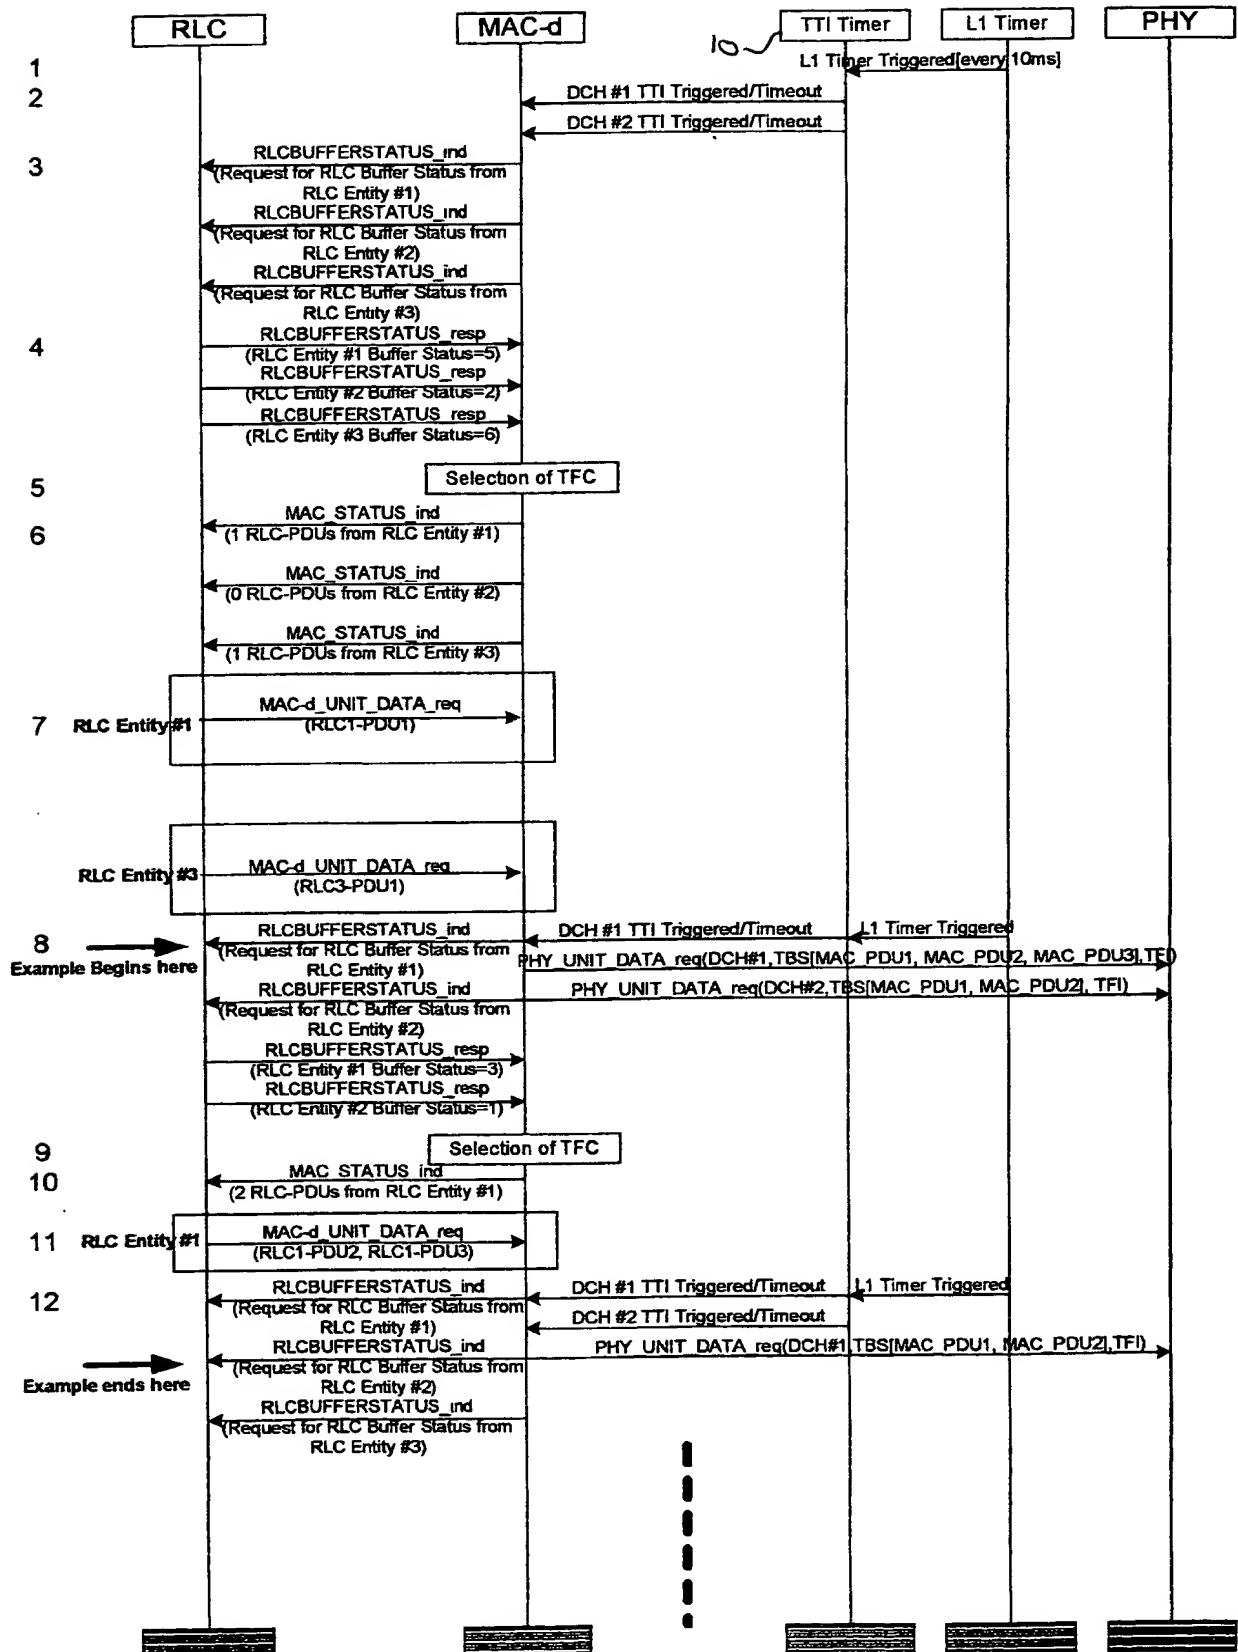 RLC
MAC-d
10
TTI Timer
L1 Timer
PHY
1
L1 Timer Triggered[every 10ms]
2
DCH #1 TTI Triggered/Timeout
DCH #2 TTI Triggered/Timeout
3
RLCBUFFERSTATUS_ind
(Request for RLC Buffer Status from
RLC Entity #1)
RLCBUFFERSTATUS_ind
(Request for RLC Buffer Status from
RLC Entity #2)
RLCBUFFERSTATUS_ind
(Request for RLC Buffer Status from
RLC Entity #3)
4
RLCBUFFERSTATUS_resp
(RLC Entity #1 Buffer Status=5)
RLCBUFFERSTATUS_resp
(RLC Entity #2 Buffer Status=2)
RLCBUFFERSTATUS_resp
(RLC Entity #3 Buffer Status=6)
5
Selection of TFC
6
MAC_STATUS_ind
(1 RLC-PDUs from RLC Entity #1)
MAC_STATUS_ind
(0 RLC-PDUs from RLC Entity #2)
MAC_STATUS_ind
(1 RLC-PDUs from RLC Entity #3)
7
RLC Entity #1
MAC-d_UNIT_DATA_req
(RLC1-PDU1)
RLC Entity #3
MAC-d_UNIT_DATA_req
(RLC3-PDU1)
8
Example Begins here
RLCBUFFERSTATUS_ind
(Request for RLC Buffer Status from
RLC Entity #1)
DCH #1 TTI Triggered/Timeout
L1 Timer Triggered
PHY_UNIT_DATA_req(DCH#1,TBS[MAC_PDU1, MAC_PDU2, MAC_PDU3],TFI)
RLCBUFFERSTATUS_ind
(Request for RLC Buffer Status from
RLC Entity #2)
PHY_UNIT_DATA_req(DCH#2,TBS[MAC_PDU1, MAC_PDU2], TFI)
RLCBUFFERSTATUS_resp
(RLC Entity #1 Buffer Status=3)
RLCBUFFERSTATUS_resp
(RLC Entity #2 Buffer Status=1)
9
Selection of TFC
10
MAC_STATUS_ind
(2 RLC-PDUs from RLC Entity #1)
11
RLC Entity #1
MAC-d_UNIT_DATA_req
(RLC1-PDU2, RLC1-PDU3)
12
RLCBUFFERSTATUS_ind
(Request for RLC Buffer Status from
RLC Entity #1)
DCH #1 TTI Triggered/Timeout
L1 Timer Triggered
DCH #2 TTI Triggered/Timeout
RLCBUFFERSTATUS_ind
(Request for RLC Buffer Status from
RLC Entity #2)
PHY_UNIT_DATA_req(DCH#1,TBS[MAC_PDU1, MAC_PDU2],TFI)
Example ends here
RLCBUFFERSTATUS_ind
(Request for RLC Buffer Status from
RLC Entity #3)